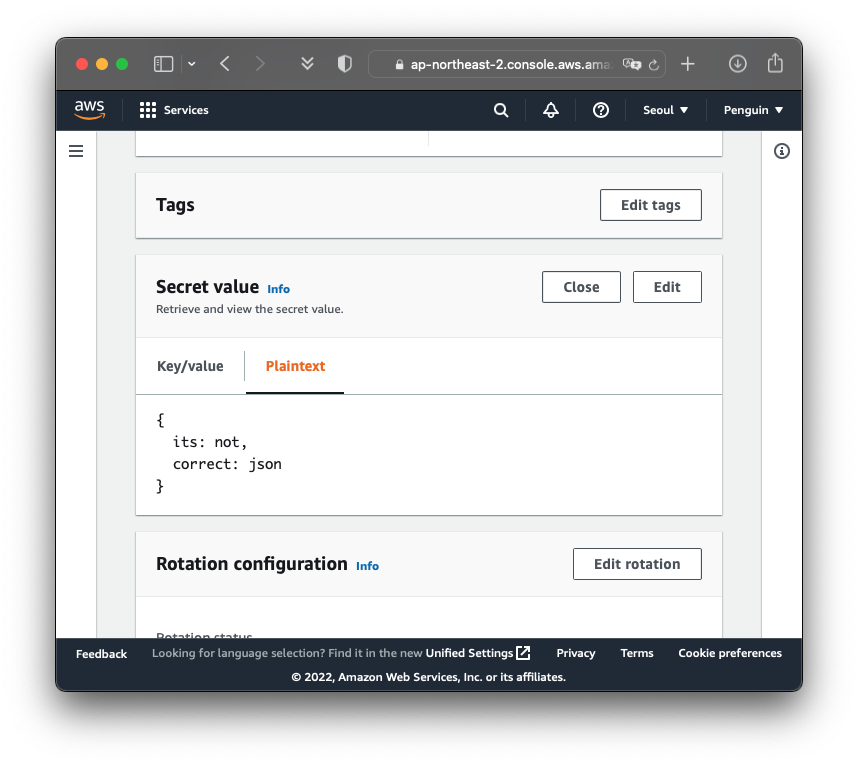 ap-northeast-2.console.aws.ama
aws
Services
Seoul
Penguin
Tags
Edit tags
Secret value Info
Close
Edit
Retrieve and view the secret value.
Key/value
Plaintext
{
  its: not,
  correct: json
}
Rotation configuration Info
Edit rotation
Rotation status
Feedback
Looking for language selection? Find it in the new Unified Settings
Privacy
Terms
Cookie preferences
© 2022, Amazon Web Services, Inc. or its affiliates.